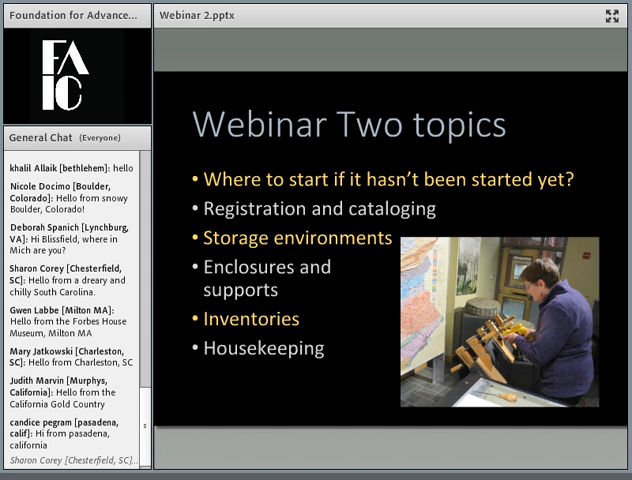 Foundation for Advance...
Webinar 2.pptx
FA
IC
General Chat (Everyone)
khalil Allaik [bethlehem]: hello
Nicole Docimo [Boulder,
Colorado]: Hello from snowy
Boulder, Colorado!
Deborah Spanich [Lynchburg,
VA]: Hi Blissfield, where in
Mich are you?
Sharon Corey [Chesterfield,
SC]: Hello from a dreary and
chilly South Carolina.
Gwen Labbe [Milton MA]:
Hello from the Forbes House
Museum, Milton MA
Mary Jatkowski [Charleston,
SC]: Hello from Charleston, SC
Judith Marvin [Murphys,
California]: Hello from the
California Gold Country
candice pegram [pasadena,
calif]: Hi from pasadena,
california
Sharon Corey [Chesterfield, SC]...
Webinar Two topics
• Where to start if it hasn’t been started yet?
• Registration and cataloging
• Storage environments
• Enclosures and
supports
• Inventories
• Housekeeping